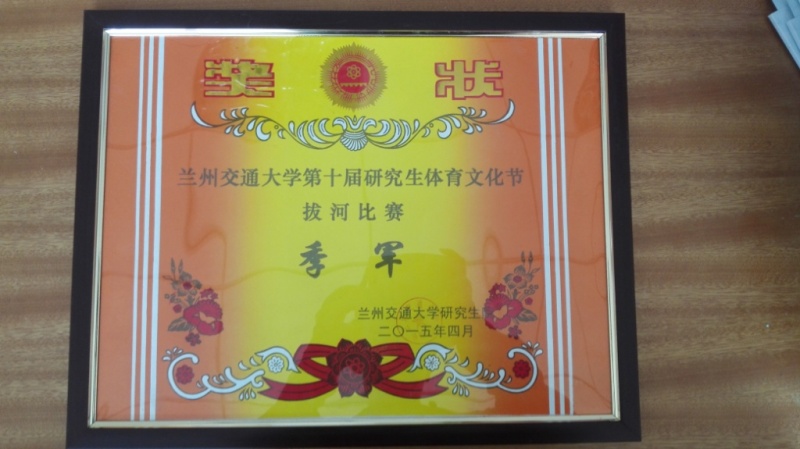 奖状
兰州交通大学第十届研究生体育文化节
拔河比赛
季军
兰州交通大学研究生
二〇一五年四月